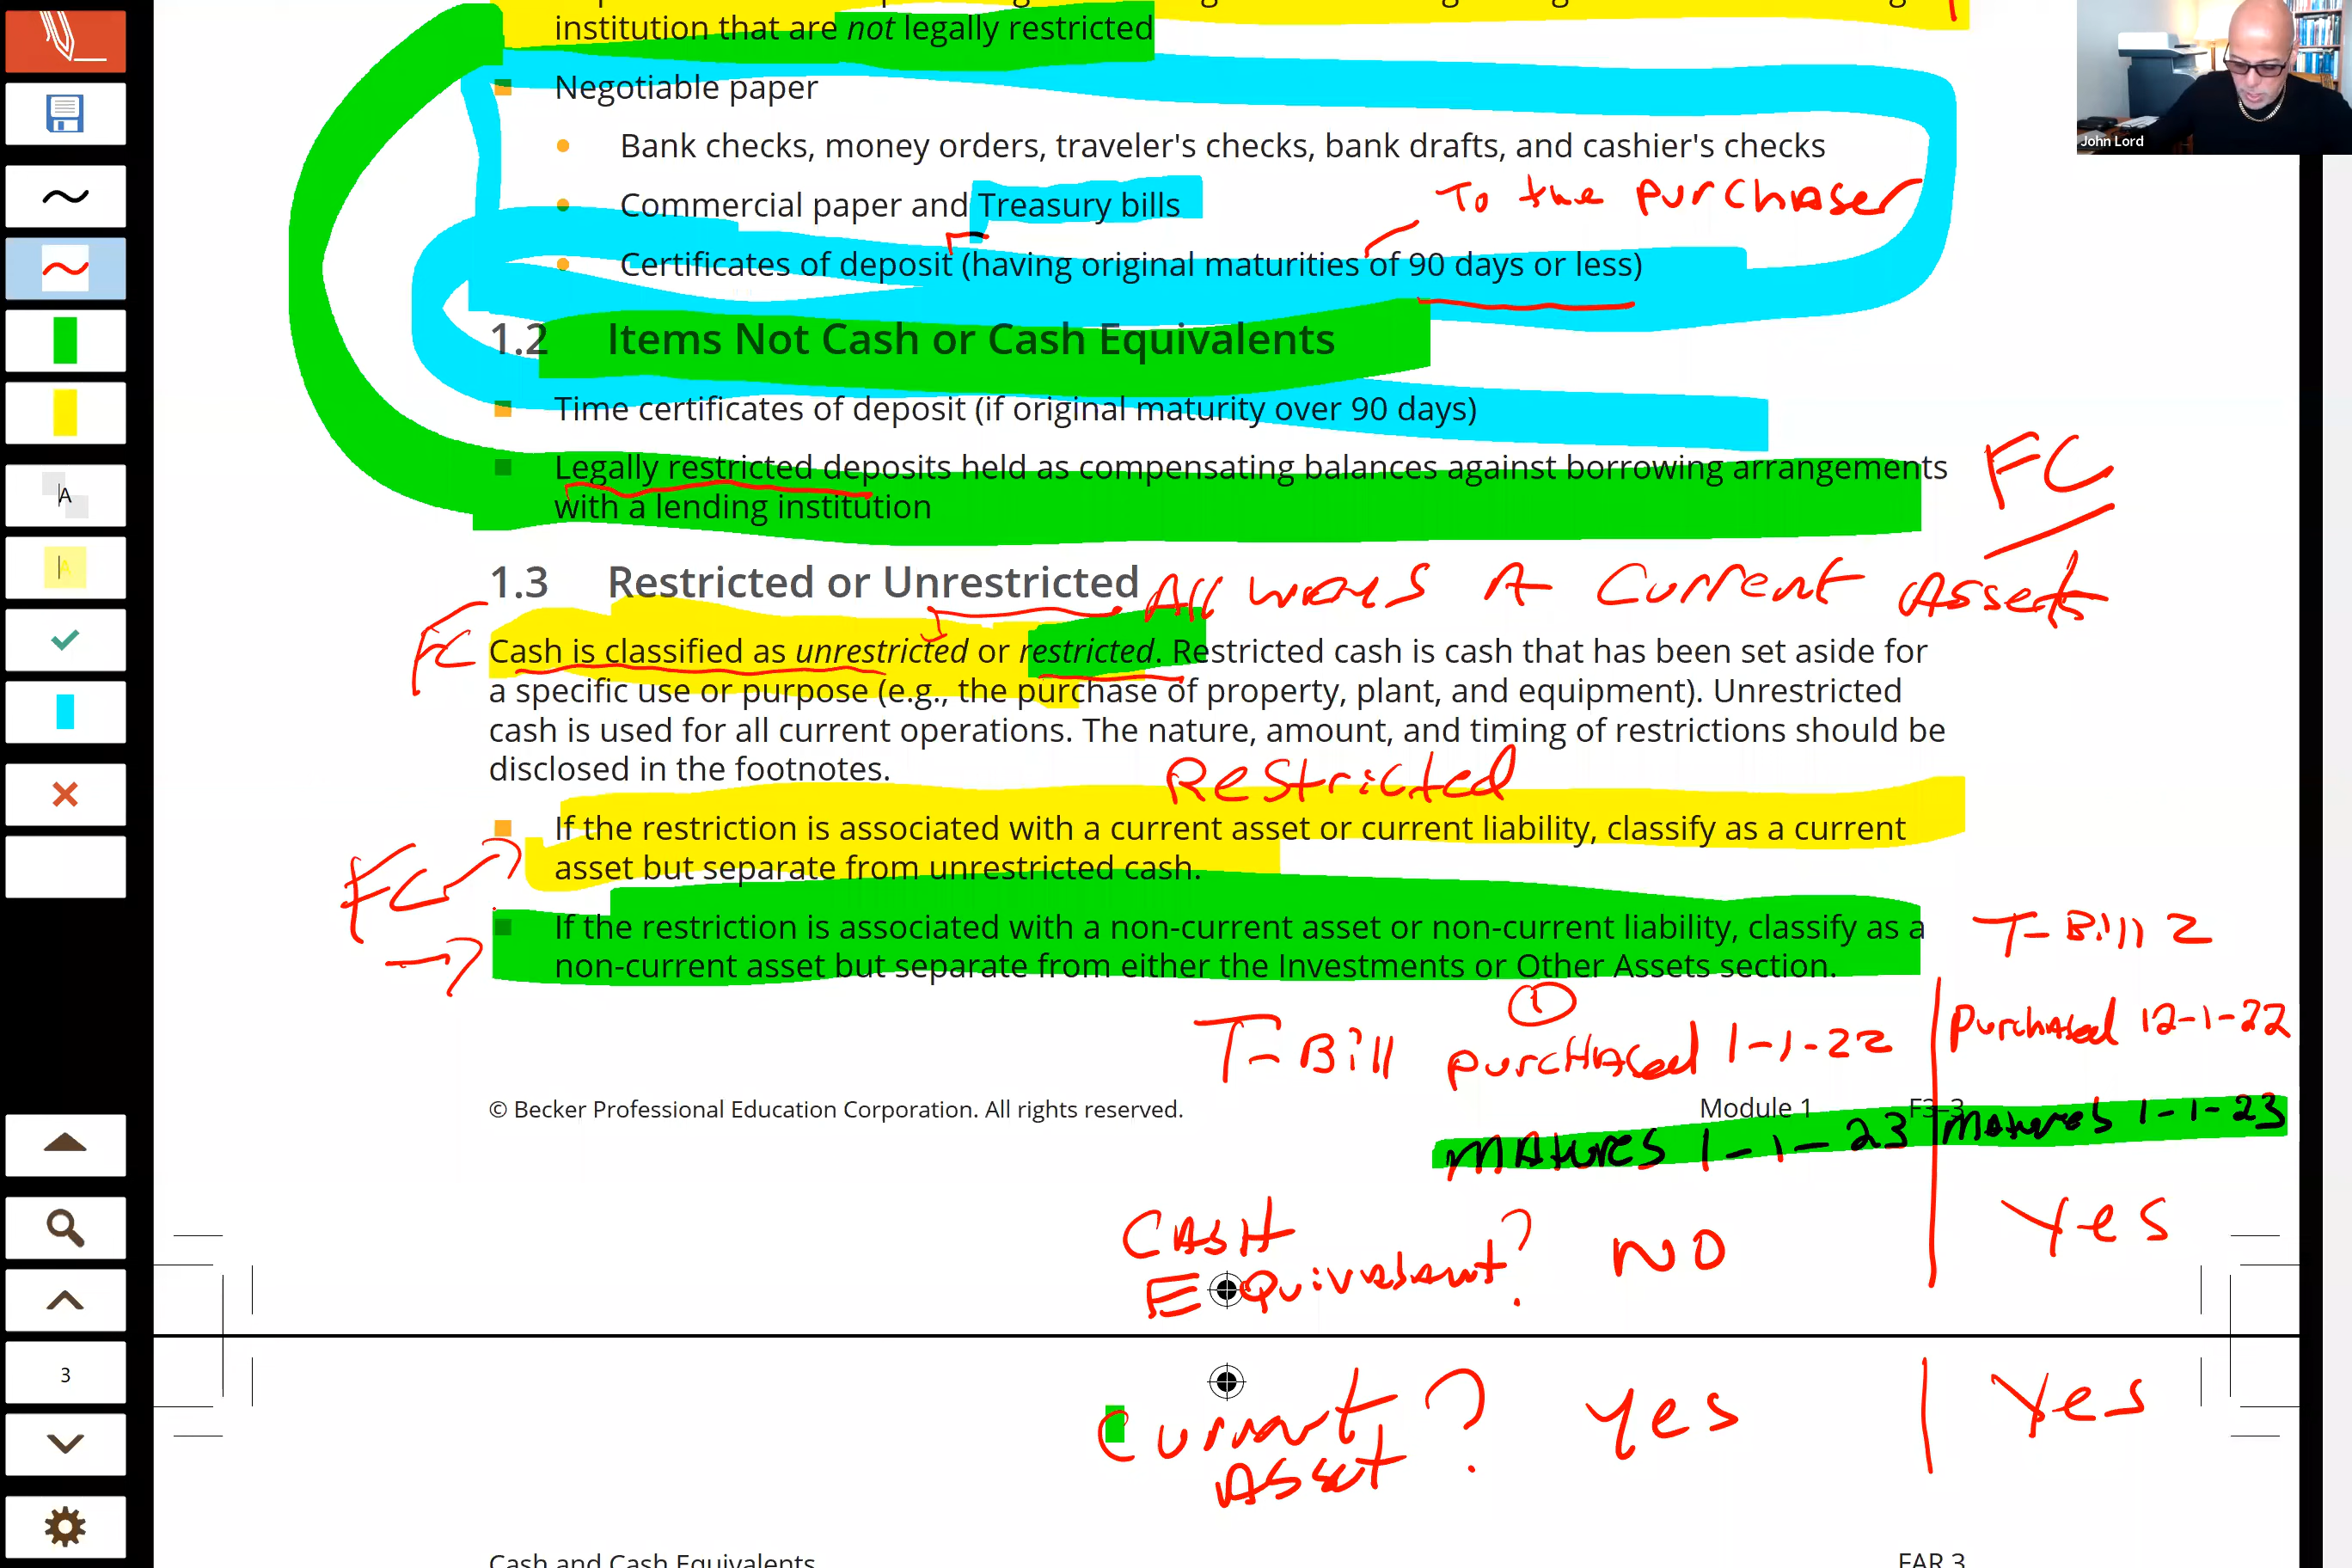 institution that are not legally restricted
John Lord
Negotiable paper
Bank checks, money orders, traveler's checks, bank drafts, and cashier's checks
To the purchaser
Commercial paper and Treasury bills
Certificates of deposit (having original maturities of 90 days or less)
1.2 Items Not Cash or Cash Equivalents
Time certificates of deposit (if original maturity over 90 days)
Legally restricted deposits held as compensating balances against borrowing arrangements
with a lending institution
FC
1.3 Restricted or Unrestricted
Always A Current Asset
FC
Cash is classified as unrestricted or restricted. Restricted cash is cash that has been set aside for
a specific use or purpose (e.g., the purchase of property, plant, and equipment). Unrestricted
cash is used for all current operations. The nature, amount, and timing of restrictions should be
disclosed in the footnotes.
Restricted
If the restriction is associated with a current asset or current liability, classify as a current
asset but separate from unrestricted cash.
FC
If the restriction is associated with a non-current asset or non-current liability, classify as a
non-current asset but separate from either the Investments or Other Assets section.
T-Bill 2
1
T-Bill purchased 1-1-22
Purchased 12-1-22
© Becker Professional Education Corporation. All rights reserved.
Module 1 F3-3
Matures 1-1-23
Matures 1-1-23
Cash
Equivalent? NO Yes
3
Current
Asset? Yes Yes
Cash and Cash Equivalents
FAR 3